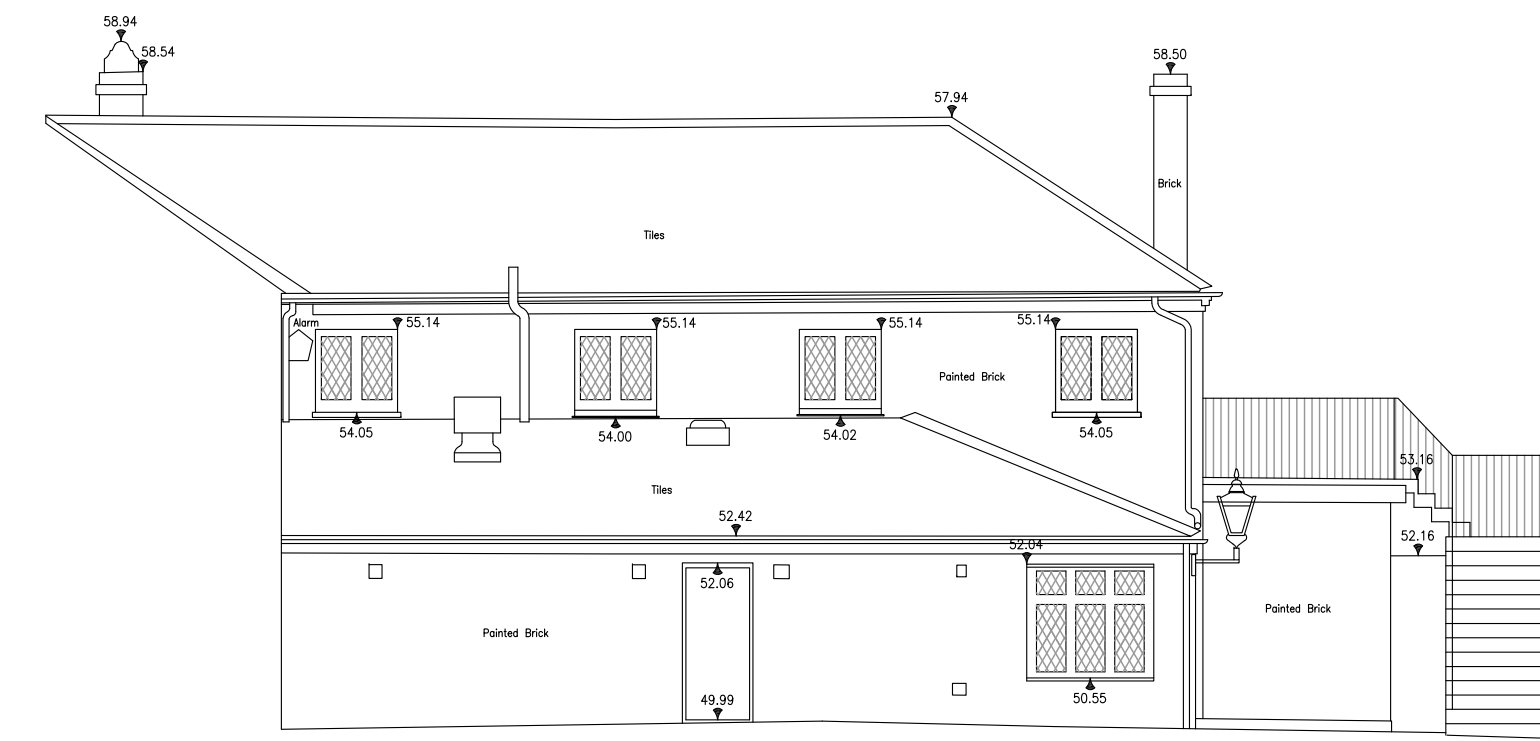 58.94
58.54
58.50
57.94
Brick
Tiles
Alarm
55.14
55.14
55.14
55.14
Painted Brick
54.05
54.00
54.02
54.05
53.16
Tiles
52.42
52.04
52.16
52.06
Painted Brick
Painted Brick
49.99
50.55